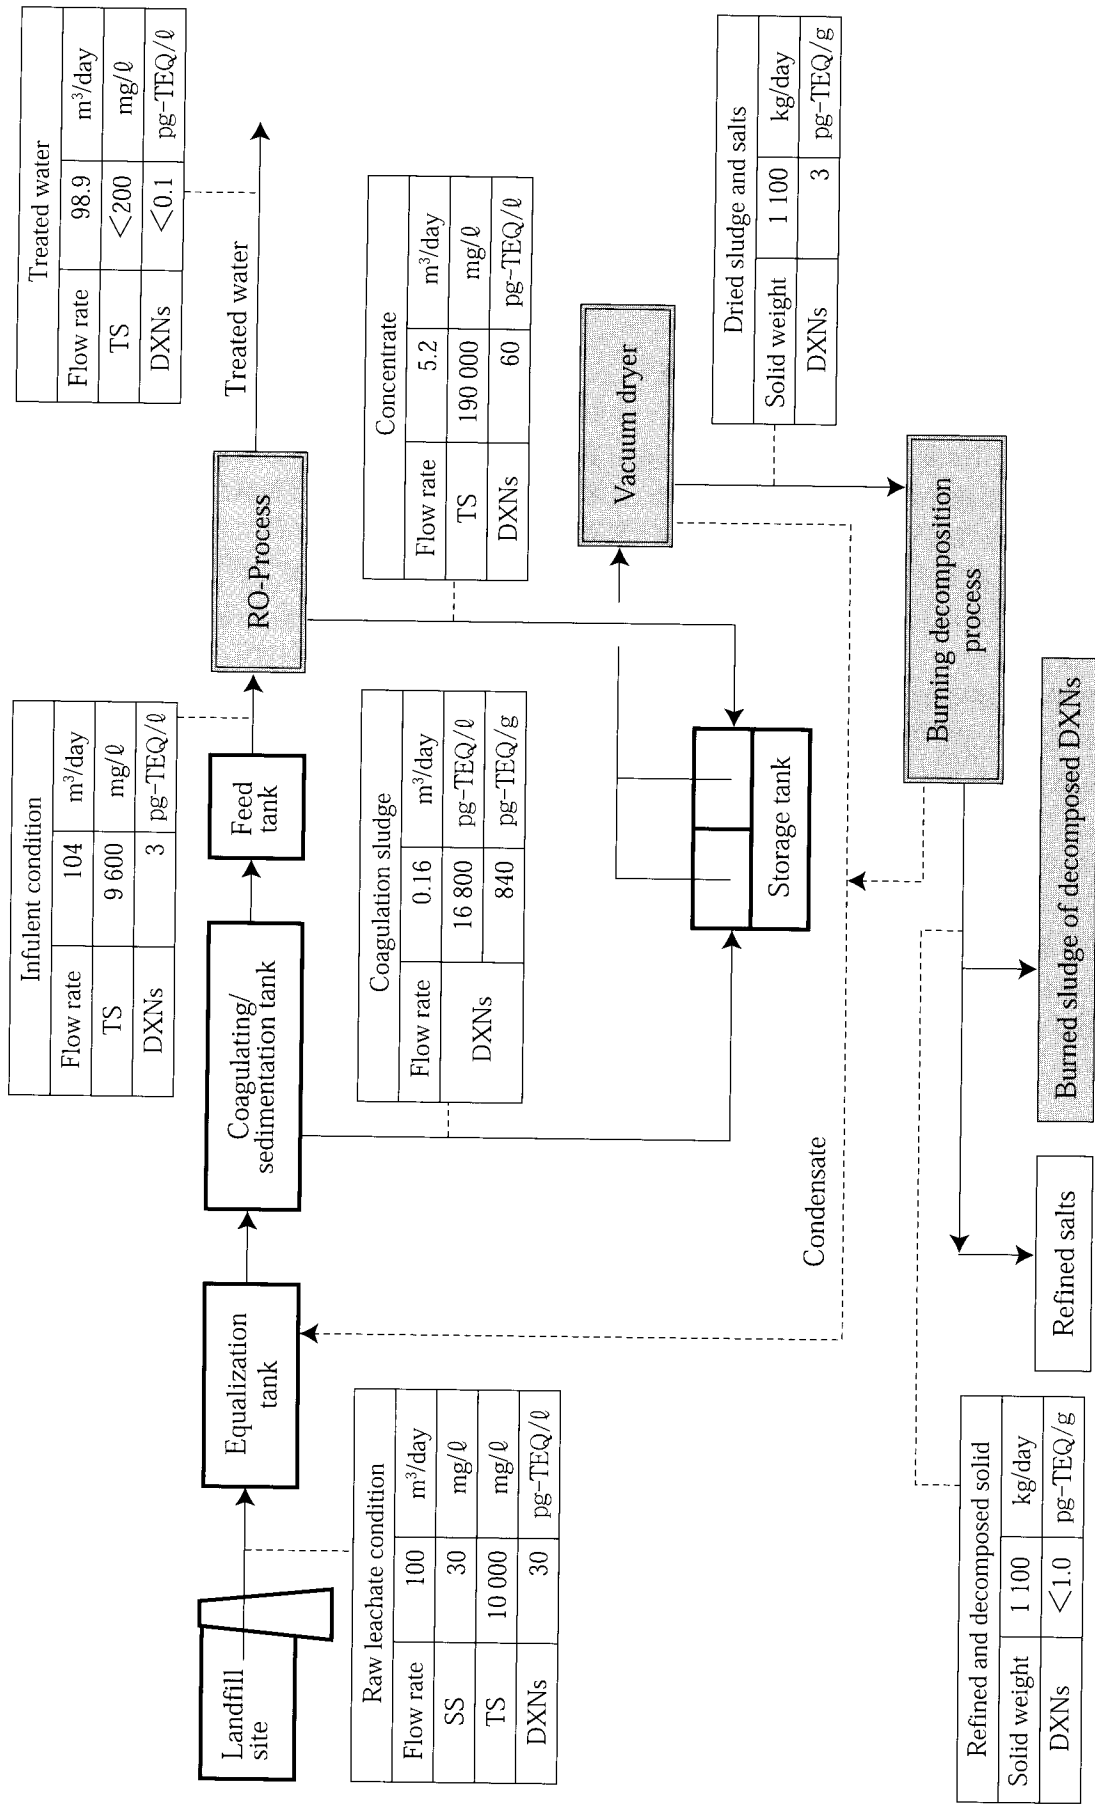 Infulent condition
Flow rate 104 m³/day
TS 9 600 mg/ℓ
DXNs 3 pg–TEQ/ℓ
Treated water
Flow rate 98.9 m³/day
TS <200 mg/ℓ
DXNs <0.1 pg–TEQ/ℓ
Landfill
site
Equalization
tank
Coagulating/
sedimentation tank
Feed
tank
RO-Process
Treated water
Raw leachate condition
Flow rate 100 m³/day
SS 30 mg/ℓ
TS 10 000 mg/ℓ
DXNs 30 pg–TEQ/ℓ
Coagulation sludge
Flow rate 0.16 m³/day
DXNs 16 800 pg–TEQ/ℓ
840 pg–TEQ/g
Concentrate
Flow rate 5.2 m³/day
TS 190 000 mg/ℓ
DXNs 60 pg–TEQ/ℓ
Storage tank
Vacuum dryer
Condensate
Dried sludge and salts
Solid weight 1 100 kg/day
DXNs 3 pg–TEQ/g
Burning decomposition
process
Refined and decomposed solid
Solid weight 1 100 kg/day
DXNs <1.0 pg–TEQ/g
Refined salts
Burned sludge of decomposed DXNs